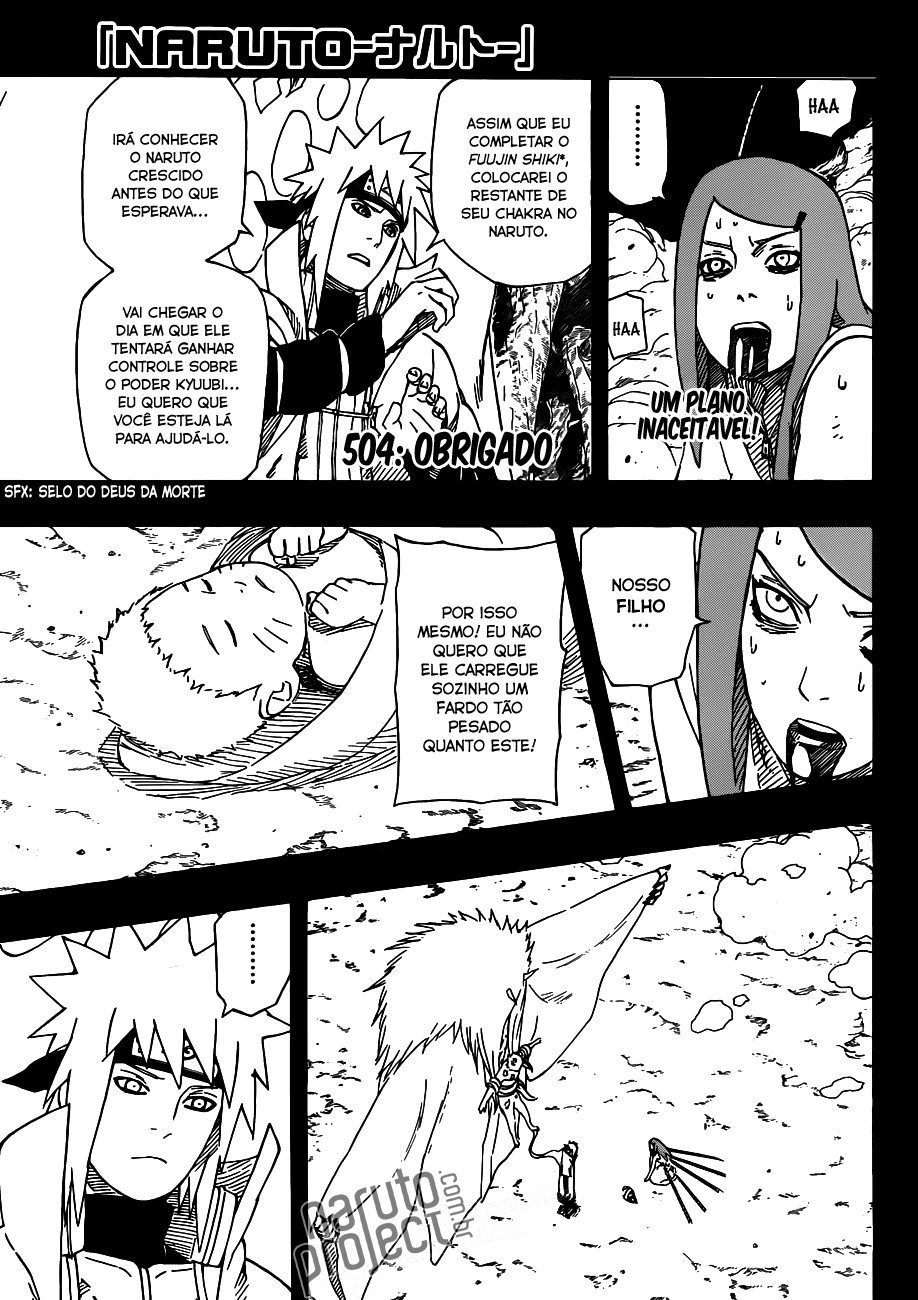 『NARUTO-ナルト-』
HAA
.........
HAA
UM PLANO
INACEITÁVEL!
ASSIM QUE EU
COMPLETAR O
FUUJIN SHIKI*,
COLOCAREI O
RESTANTE DE
SEU CHAKRA NO
NARUTO.
IRÁ CONHECER
O NARUTO
CRESCIDO
ANTES DO QUE
ESPERAVA...
VAI CHEGAR O
DIA EM QUE ELE
TENTARÁ GANHAR
CONTROLE SOBRE
O PODER KYUUBI...
EU QUERO QUE
VOCÊ ESTEJA LÁ
PARA AJUDÁ-LO.
504: OBRIGADO
SFX: SELO DO DEUS DA MORTE
NOSSO
FILHO
...
POR ISSO
MESMO! EU NÃO
QUERO QUE
ELE CARREGUE
SOZINHO UM
FARDO TÃO
PESADO
QUANTO ESTE!
.........
naruto
project
.com.br